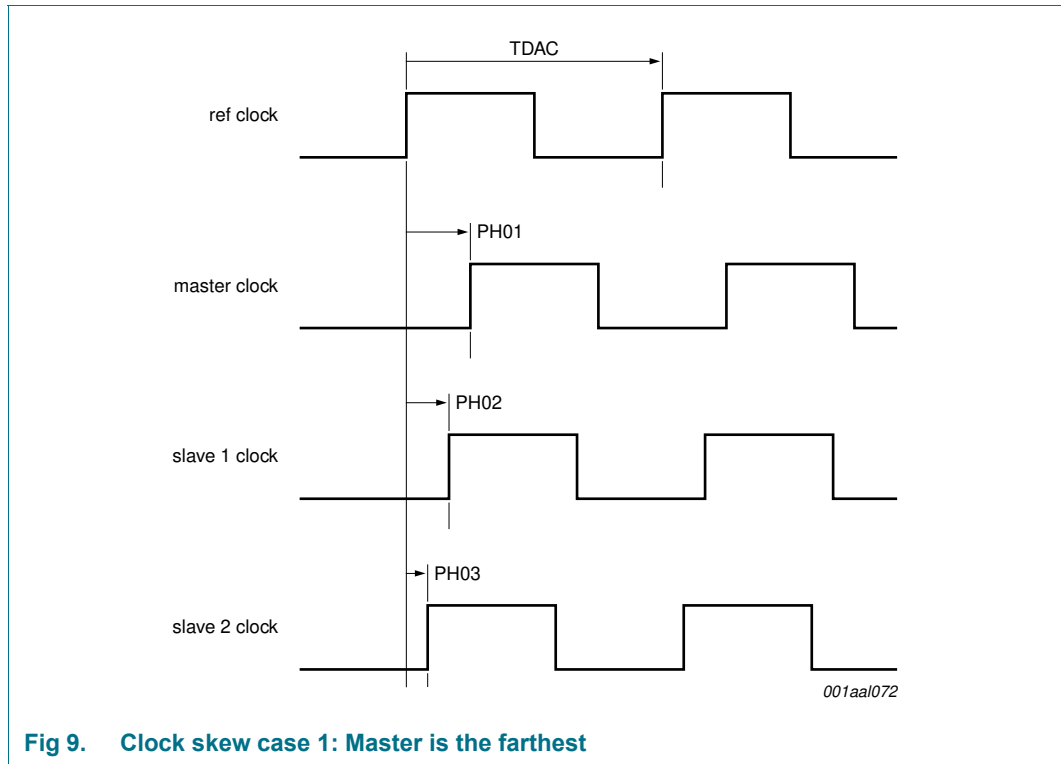 TDAC
ref clock
PH01
master clock
PH02
slave 1 clock
PH03
slave 2 clock
001aal072
Fig 9. Clock skew case 1: Master is the farthest